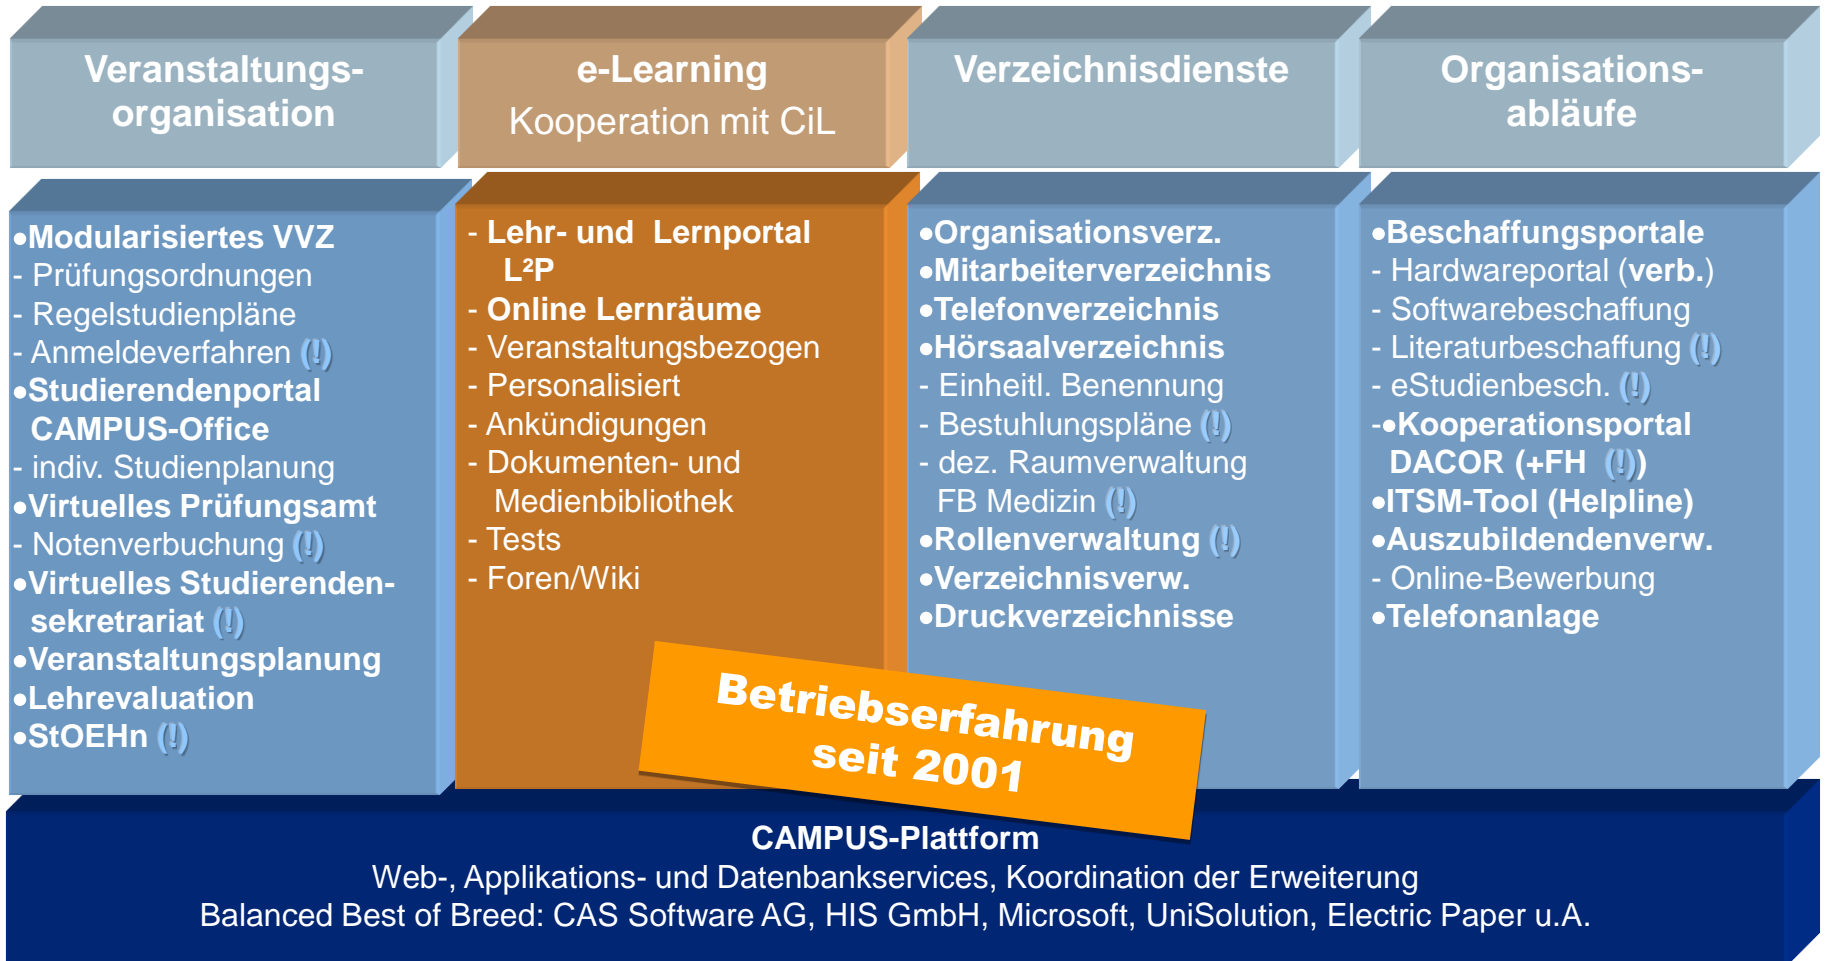 Veranstaltungs-
organisation
e-Learning
Kooperation mit CiL
Verzeichnisdienste
Organisations-
abläufe
•Modularisiertes VVZ
- Prüfungsordnungen
- Regelstudienpläne
- Anmeldeverfahren (!)
•Studierendenportal
CAMPUS-Office
- indiv. Studienplanung
•Virtuelles Prüfungsamt
- Notenverbuchung (!)
•Virtuelles Studierenden-
sekretrariat (!)
•Veranstaltungsplanung
•Lehrevaluation
•StOEHn (!)
- Lehr- und Lernportal
L²P
- Online Lernräume
- Veranstaltungsbezogen
- Personalisiert
- Ankündigungen
- Dokumenten- und
Medienbibliothek
- Tests
- Foren/Wiki
•Organisationsverz.
•Mitarbeiterverzeichnis
•Telefonverzeichnis
•Hörsaalverzeichnis
- Einheitl. Benennung
- Bestuhlungspläne (!)
- dez. Raumverwaltung
FB Medizin (!)
•Rollenverwaltung (!)
•Verzeichnisverw.
•Druckverzeichnisse
•Beschaffungsportale
- Hardwareportal (verb.)
- Softwarebeschaffung
- Literaturbeschaffung (!)
- eStudienbesch. (!)
-•Kooperationsportal
DACOR (+FH (!))
•ITSM-Tool (Helpline)
•Auszubildendenverw.
- Online-Bewerbung
•Telefonanlage
Betriebserfahrung
seit 2001
CAMPUS-Plattform
Web-, Applikations- und Datenbankservices, Koordination der Erweiterung
Balanced Best of Breed: CAS Software AG, HIS GmbH, Microsoft, UniSolution, Electric Paper u.A.